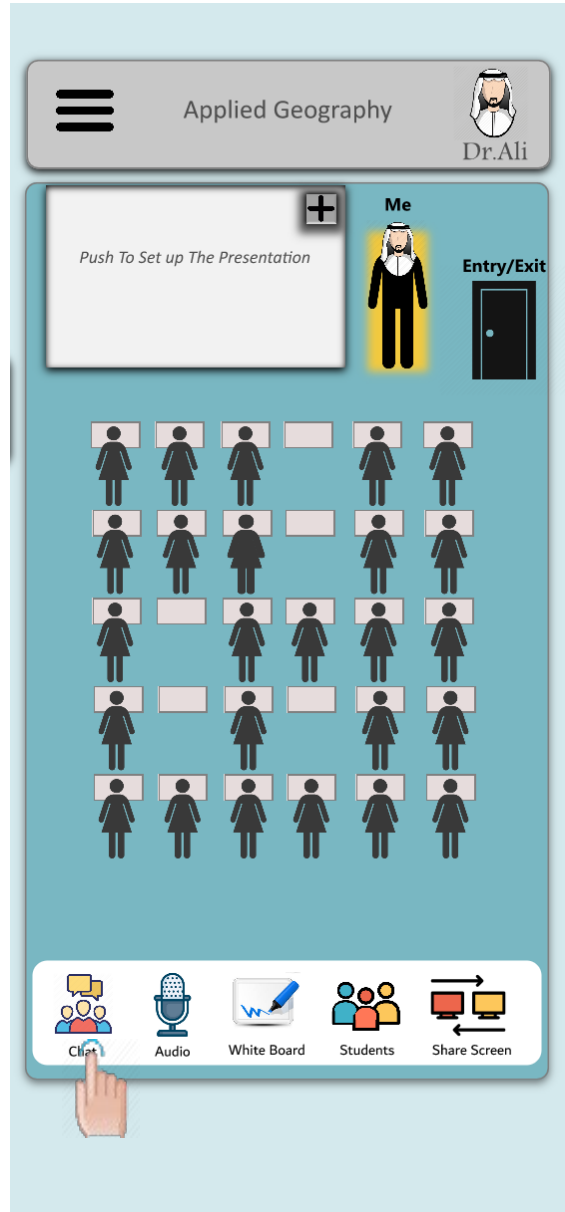 Applied Geography
Dr.Ali
Push To Set up The Presentation
Me
Entry/Exit
Chat
Audio
White Board
Students
Share Screen